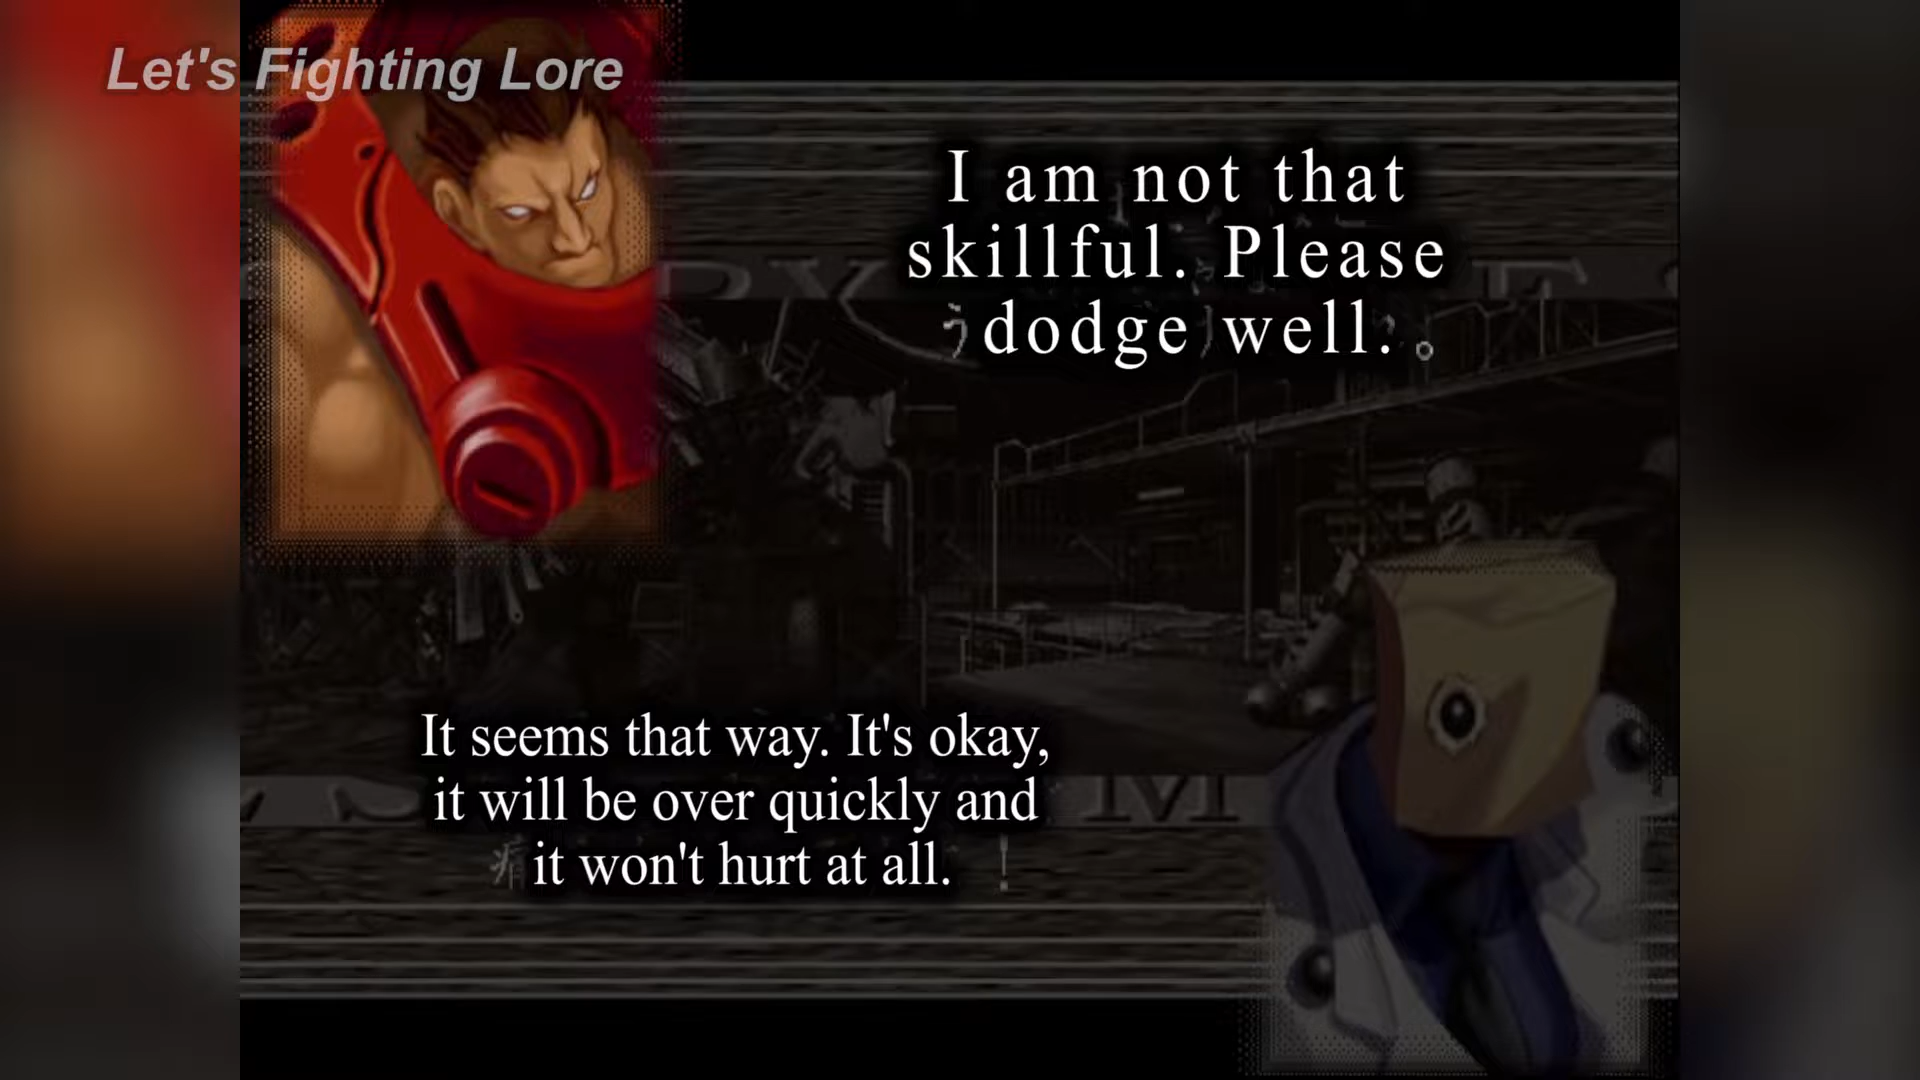 Let's Fighting Lore
I am not that
skillful. Please
う dodge well. 。
It seems that way. It's okay,
it will be over quickly and
it won't hurt at all. !